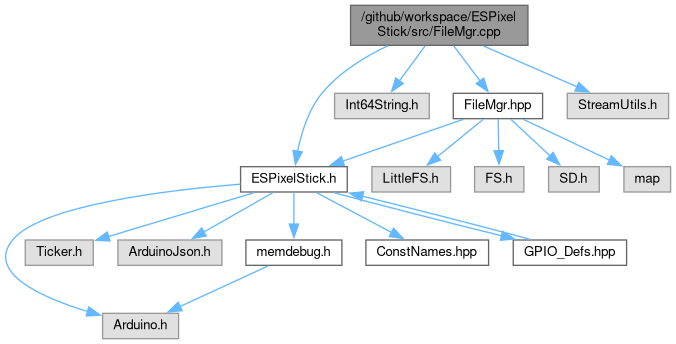 /github/workspace/ESPixel
Stick/src/FileMgr.cpp
Int64String.h
FileMgr.hpp
StreamUtils.h
ESPixelStick.h
LittleFS.h
FS.h
SD.h
map
Ticker.h
ArduinoJson.h
memdebug.h
ConstNames.hpp
GPIO_Defs.hpp
Arduino.h